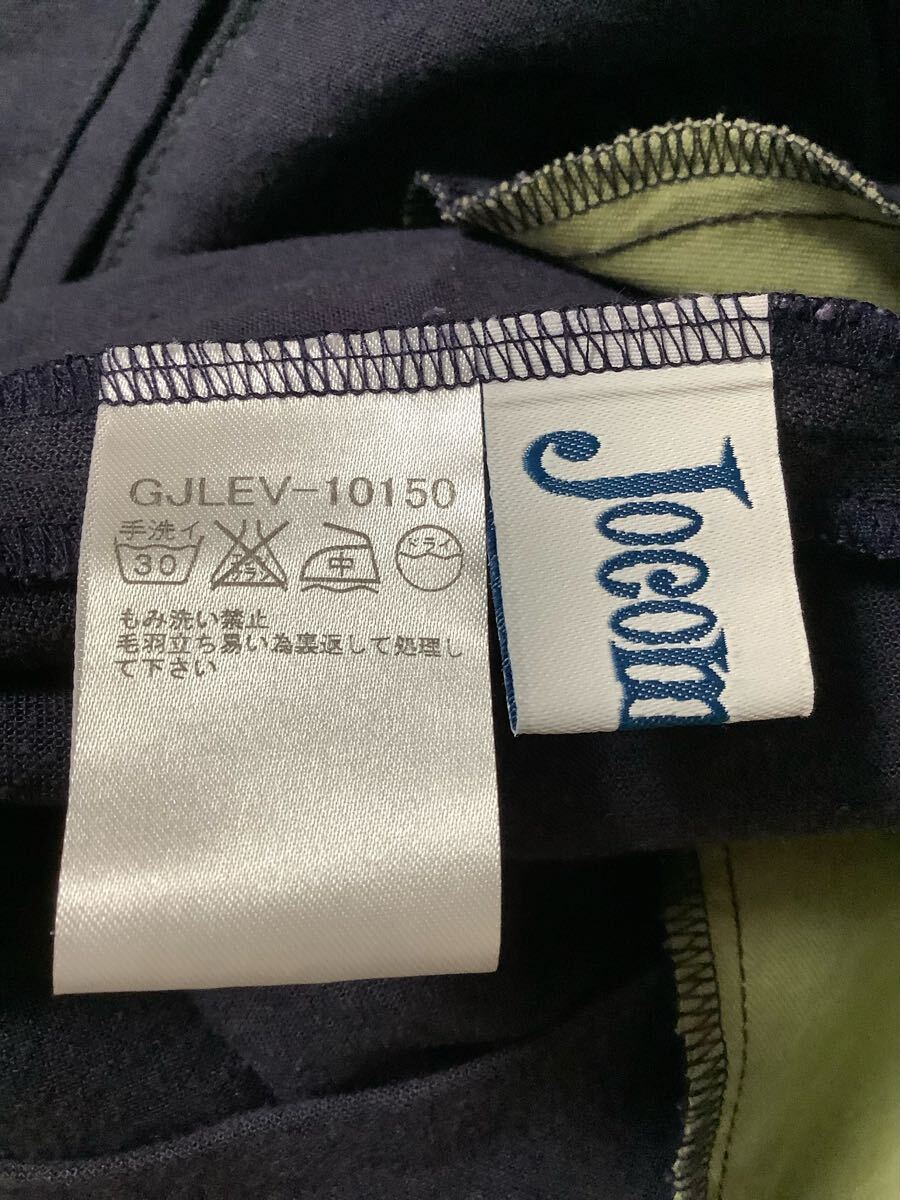 GJLEV-10150
手洗イ
30
中
ドライ
もみ洗い禁止
毛羽立ち易い為裏返して処理し
て下さい
Jocom